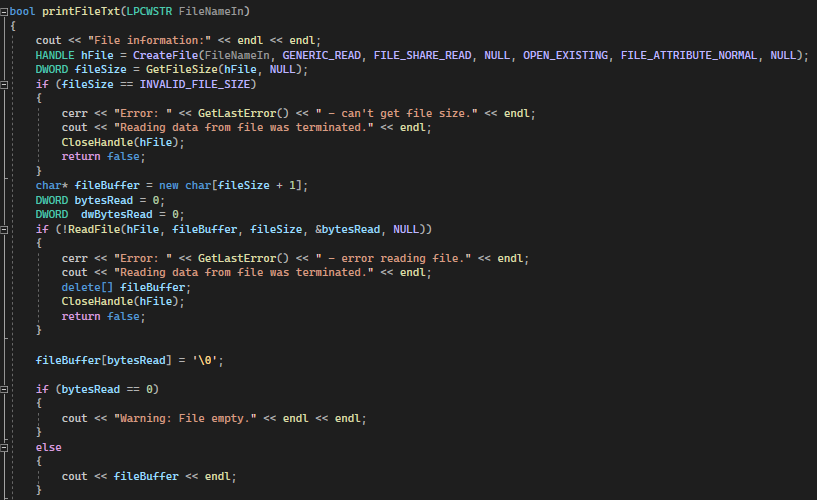 bool printFileTxt(LPCWSTR FileNameIn)
{
    cout << "File information:" << endl << endl;
    HANDLE hFile = CreateFile(FileNameIn, GENERIC_READ, FILE_SHARE_READ, NULL, OPEN_EXISTING, FILE_ATTRIBUTE_NORMAL, NULL);
    DWORD fileSize = GetFileSize(hFile, NULL);
    if (fileSize == INVALID_FILE_SIZE)
    {
        cerr << "Error: " << GetLastError() << " - can't get file size." << endl;
        cout << "Reading data from file was terminated." << endl;
        CloseHandle(hFile);
        return false;
    }
    char* fileBuffer = new char[fileSize + 1];
    DWORD bytesRead = 0;
    DWORD  dwBytesRead = 0;
    if (!ReadFile(hFile, fileBuffer, fileSize, &bytesRead, NULL))
    {
        cerr << "Error: " << GetLastError() << " - error reading file." << endl;
        cout << "Reading data from file was terminated." << endl;
        delete[] fileBuffer;
        CloseHandle(hFile);
        return false;
    }

    fileBuffer[bytesRead] = '\0';

    if (bytesRead == 0)
    {
        cout << "Warning: File empty." << endl << endl;
    }
    else
    {
        cout << fileBuffer << endl;
    }